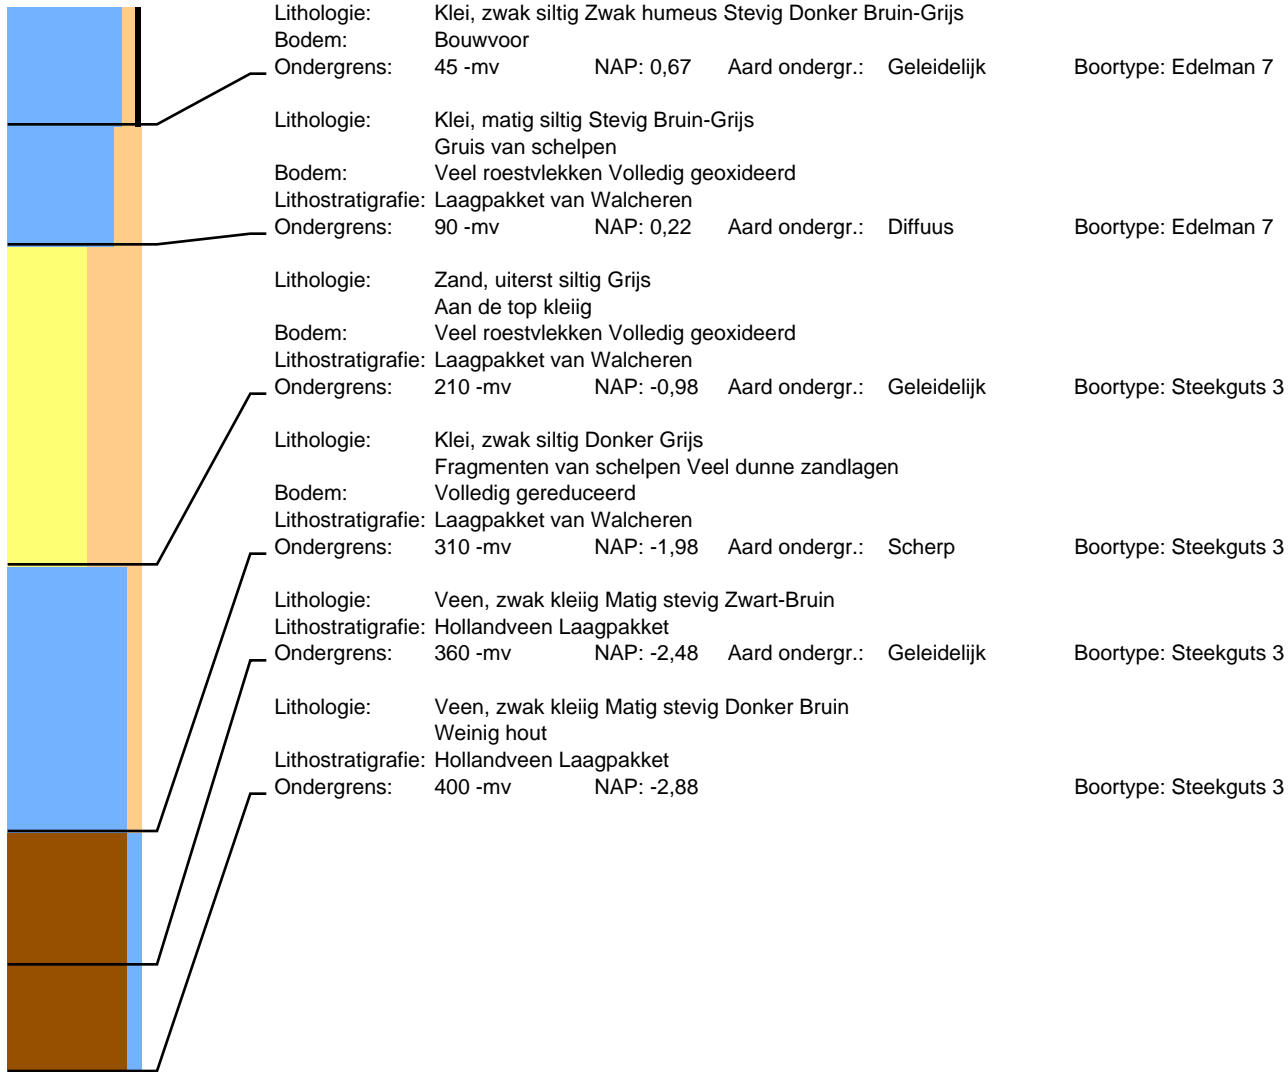 Lithologie: Klei, zwak siltig Zwak humeus Stevig Donker Bruin-Grijs
Bodem: Bouwvoor
Ondergrens: 45 -mv NAP: 0,67 Aard ondergr.: Geleidelijk Boortype: Edelman 7
Lithologie: Klei, matig siltig Stevig Bruin-Grijs
Gruis van schelpen
Bodem: Veel roestvlekken Volledig geoxideerd
Lithostratigrafie: Laagpakket van Walcheren
Ondergrens: 90 -mv NAP: 0,22 Aard ondergr.: Diffuus Boortype: Edelman 7
Lithologie: Zand, uiterst siltig Grijs
Aan de top kleiig
Bodem: Veel roestvlekken Volledig geoxideerd
Lithostratigrafie: Laagpakket van Walcheren
Ondergrens: 210 -mv NAP: -0,98 Aard ondergr.: Geleidelijk Boortype: Steekguts 3
Lithologie: Klei, zwak siltig Donker Grijs
Fragmenten van schelpen Veel dunne zandlagen
Bodem: Volledig gereduceerd
Lithostratigrafie: Laagpakket van Walcheren
Ondergrens: 310 -mv NAP: -1,98 Aard ondergr.: Scherp Boortype: Steekguts 3
Lithologie: Veen, zwak kleiig Matig stevig Zwart-Bruin
Lithostratigrafie: Hollandveen Laagpakket
Ondergrens: 360 -mv NAP: -2,48 Aard ondergr.: Geleidelijk Boortype: Steekguts 3
Lithologie: Veen, zwak kleiig Matig stevig Donker Bruin
Weinig hout
Lithostratigrafie: Hollandveen Laagpakket
Ondergrens: 400 -mv NAP: -2,88 Boortype: Steekguts 3